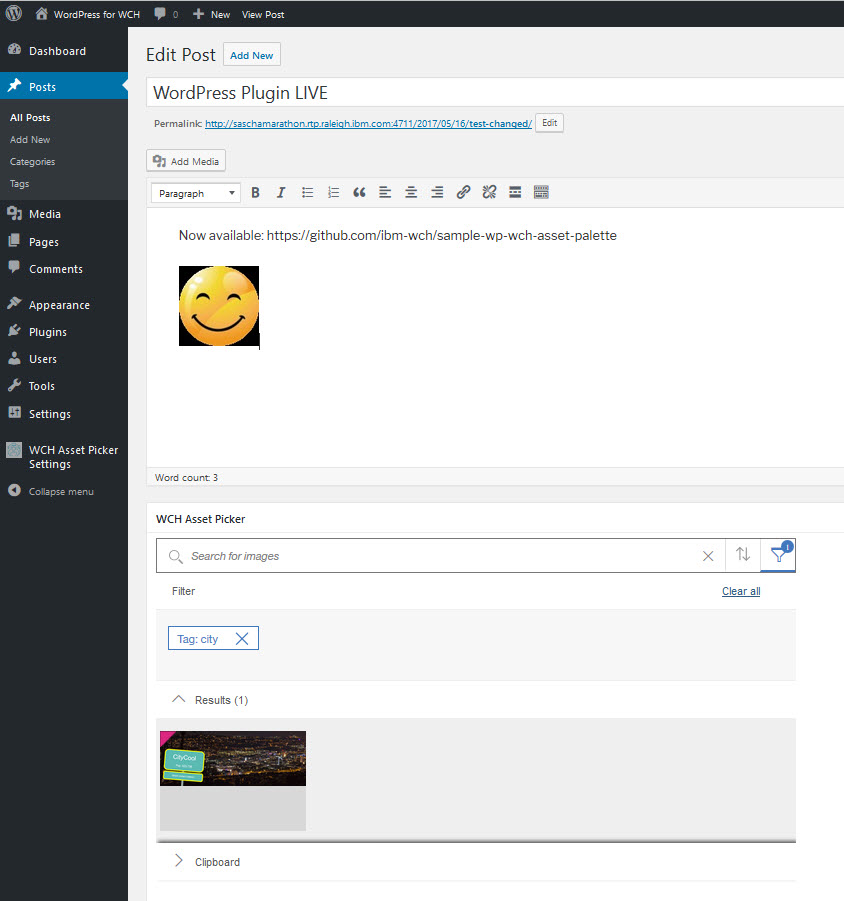 WordPress for WCH 0 New View Post
Dashboard
Posts
All Posts
Add New
Categories
Tags
Media
Pages
Comments
Appearance
Plugins
Users
Tools
Settings
WCH Asset Picker
Settings
Collapse menu
Edit Post Add New
WordPress Plugin LIVE
Permalink: http://saschamarathon.rtp.raleigh.ibm.com:4711/2017/05/16/test-changed/ Edit
Add Media
Paragraph B I
Now available: https://github.com/ibm-wch/sample-wp-wch-asset-palette
Word count: 3
WCH Asset Picker
Search for images 1
Filter Clear all
Tag: city
Results (1)
CityCool
Clipboard